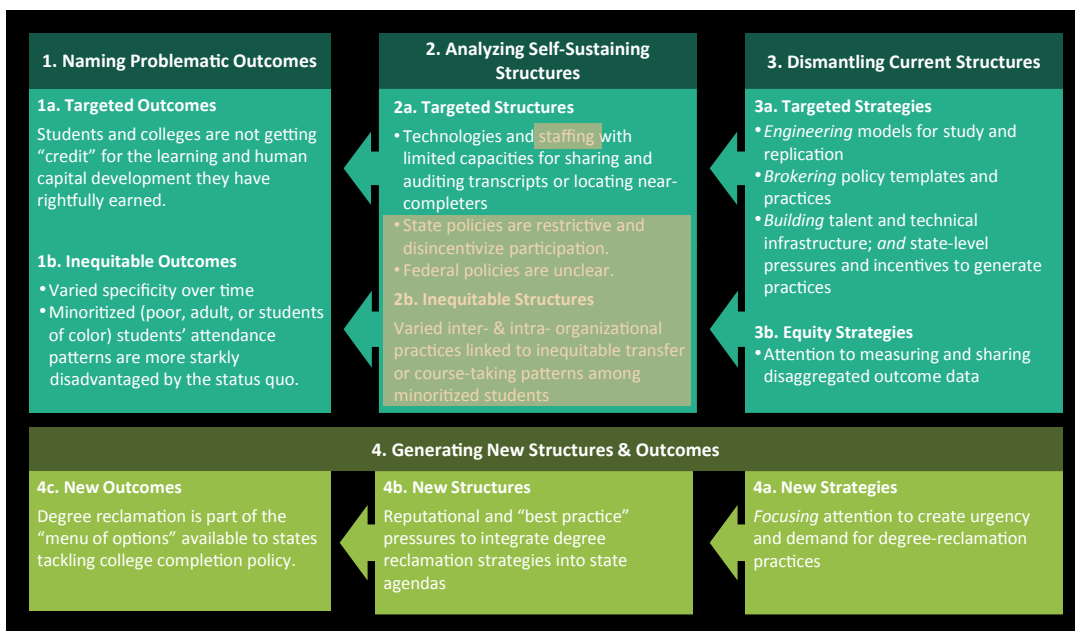 1. Naming Problematic Outcomes
1a. Targeted Outcomes
Students and colleges are not getting
“credit” for the learning and human
capital development they have
rightfully earned.
1b. Inequitable Outcomes
• Varied specificity over time
• Minoritized (poor, adult, or students
of color) students’ attendance
patterns are more starkly
disadvantaged by the status quo.
2. Analyzing Self-Sustaining
Structures
2a. Targeted Structures
• Technologies and staffing with
limited capacities for sharing and
auditing transcripts or locating near-
completers
• State policies are restrictive and
disincentivize participation.
• Federal policies are unclear.
2b. Inequitable Structures
Varied inter- & intra- organizational
practices linked to inequitable transfer
or course-taking patterns among
minoritized students
3. Dismantling Current Structures
3a. Targeted Strategies
• Engineering models for study and
replication
• Brokering policy templates and
practices
• Building talent and technical
infrastructure; and state-level
pressures and incentives to generate
practices
3b. Equity Strategies
• Attention to measuring and sharing
disaggregated outcome data
4. Generating New Structures & Outcomes
4c. New Outcomes
Degree reclamation is part of the
“menu of options” available to states
tackling college completion policy.
4b. New Structures
Reputational and “best practice”
pressures to integrate degree
reclamation strategies into state
agendas
4a. New Strategies
Focusing attention to create urgency
and demand for degree-reclamation
practices